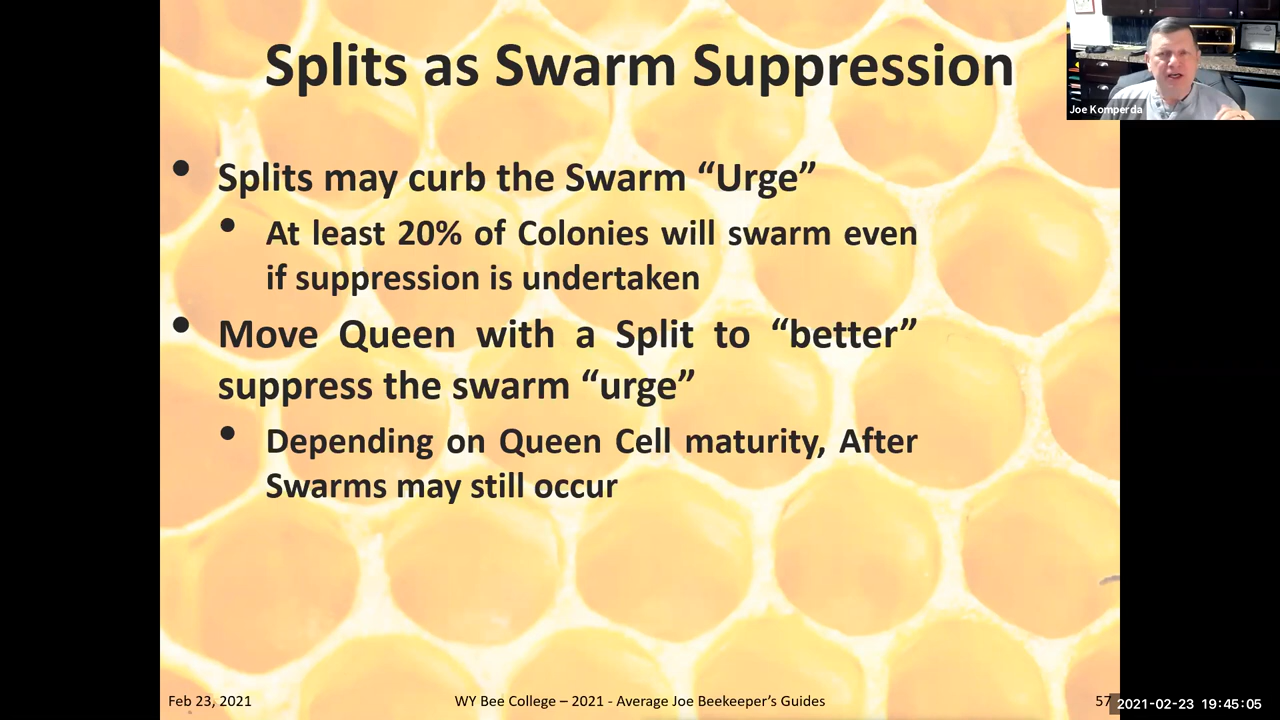 Splits as Swarm Suppression
Joe Komperda
• Splits may curb the Swarm “Urge”
• At least 20% of Colonies will swarm even
if suppression is undertaken
• Move Queen with a Split to “better”
suppress the swarm “urge”
• Depending on Queen Cell maturity, After
Swarms may still occur
Feb 23, 2021
WY Bee College – 2021 - Average Joe Beekeeper’s Guides
57
2021-02-23 19:45:05